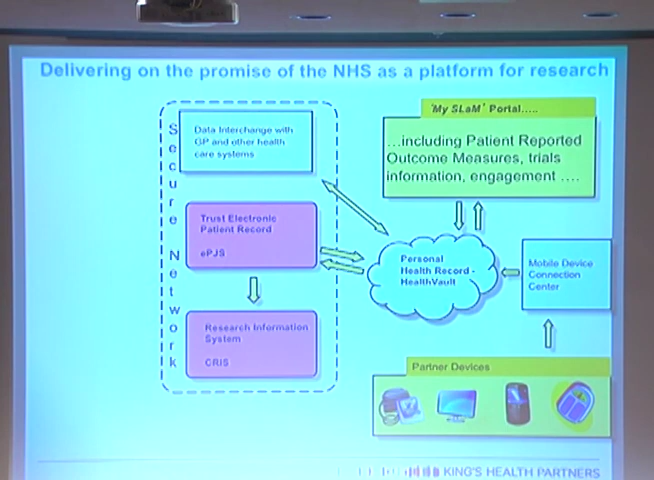 Delivering on the promise of the NHS as a platform for research
'My SLaM' Portal.....
...including Patient Reported
Outcome Measures, trials
information, engagement ....
Secure Network
Data Interchange with
GP and other health
care systems
Trust Electronic
Patient Record
ePJS
Research Information
System
CRIS
Personal
Health Record -
HealthVault
Mobile Device
Connection
Center
Partner Devices
KING'S HEALTH PARTNERS